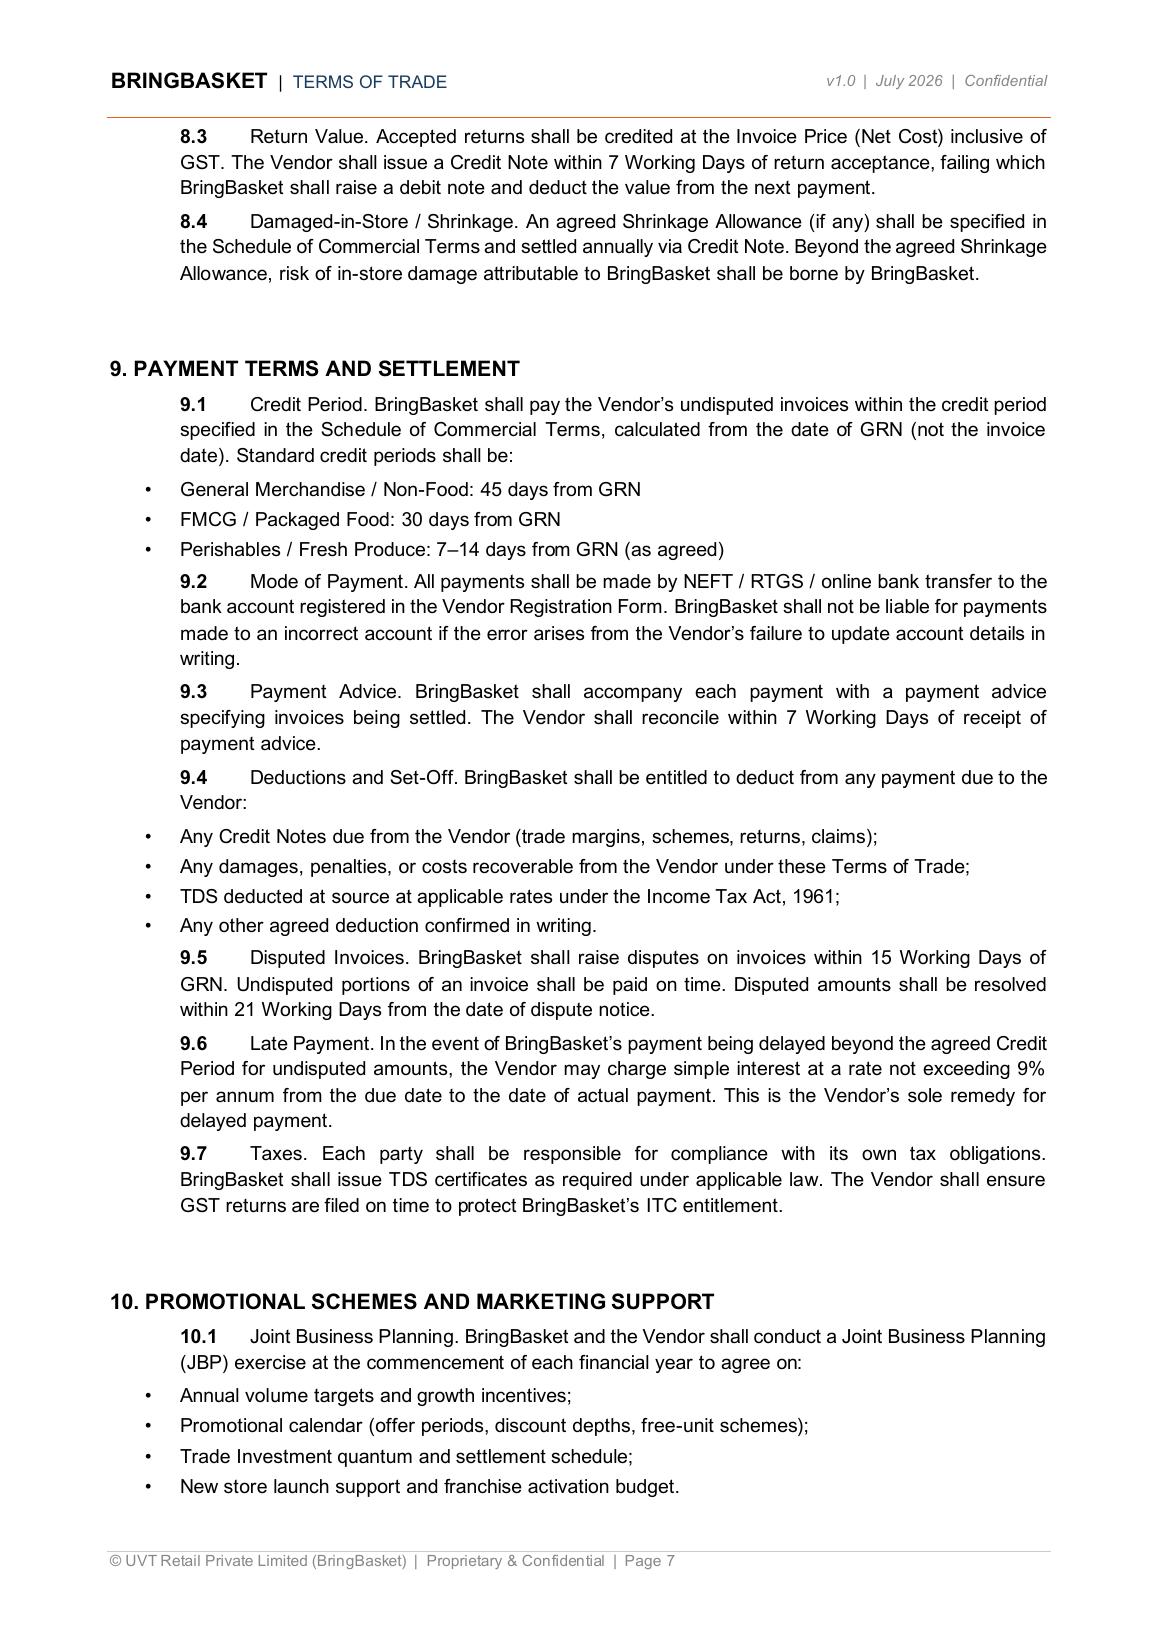 BRINGBASKET | TERMS OF TRADE
v1.0 | July 2026 | Confidential
8.3 Return Value. Accepted returns shall be credited at the Invoice Price (Net Cost) inclusive of
GST. The Vendor shall issue a Credit Note within 7 Working Days of return acceptance, failing which
BringBasket shall raise a debit note and deduct the value from the next payment.
8.4 Damaged-in-Store / Shrinkage. An agreed Shrinkage Allowance (if any) shall be specified in
the Schedule of Commercial Terms and settled annually via Credit Note. Beyond the agreed Shrinkage
Allowance, risk of in-store damage attributable to BringBasket shall be borne by BringBasket.
9. PAYMENT TERMS AND SETTLEMENT
9.1 Credit Period. BringBasket shall pay the Vendor’s undisputed invoices within the credit period
specified in the Schedule of Commercial Terms, calculated from the date of GRN (not the invoice
date). Standard credit periods shall be:
• General Merchandise / Non-Food: 45 days from GRN
• FMCG / Packaged Food: 30 days from GRN
• Perishables / Fresh Produce: 7–14 days from GRN (as agreed)
9.2 Mode of Payment. All payments shall be made by NEFT / RTGS / online bank transfer to the
bank account registered in the Vendor Registration Form. BringBasket shall not be liable for payments
made to an incorrect account if the error arises from the Vendor’s failure to update account details in
writing.
9.3 Payment Advice. BringBasket shall accompany each payment with a payment advice
specifying invoices being settled. The Vendor shall reconcile within 7 Working Days of receipt of
payment advice.
9.4 Deductions and Set-Off. BringBasket shall be entitled to deduct from any payment due to the
Vendor:
• Any Credit Notes due from the Vendor (trade margins, schemes, returns, claims);
• Any damages, penalties, or costs recoverable from the Vendor under these Terms of Trade;
• TDS deducted at source at applicable rates under the Income Tax Act, 1961;
• Any other agreed deduction confirmed in writing.
9.5 Disputed Invoices. BringBasket shall raise disputes on invoices within 15 Working Days of
GRN. Undisputed portions of an invoice shall be paid on time. Disputed amounts shall be resolved
within 21 Working Days from the date of dispute notice.
9.6 Late Payment. In the event of BringBasket’s payment being delayed beyond the agreed Credit
Period for undisputed amounts, the Vendor may charge simple interest at a rate not exceeding 9%
per annum from the due date to the date of actual payment. This is the Vendor’s sole remedy for
delayed payment.
9.7 Taxes. Each party shall be responsible for compliance with its own tax obligations.
BringBasket shall issue TDS certificates as required under applicable law. The Vendor shall ensure
GST returns are filed on time to protect BringBasket’s ITC entitlement.
10. PROMOTIONAL SCHEMES AND MARKETING SUPPORT
10.1 Joint Business Planning. BringBasket and the Vendor shall conduct a Joint Business Planning
(JBP) exercise at the commencement of each financial year to agree on:
• Annual volume targets and growth incentives;
• Promotional calendar (offer periods, discount depths, free-unit schemes);
• Trade Investment quantum and settlement schedule;
• New store launch support and franchise activation budget.
© UVT Retail Private Limited (BringBasket) | Proprietary & Confidential | Page 7